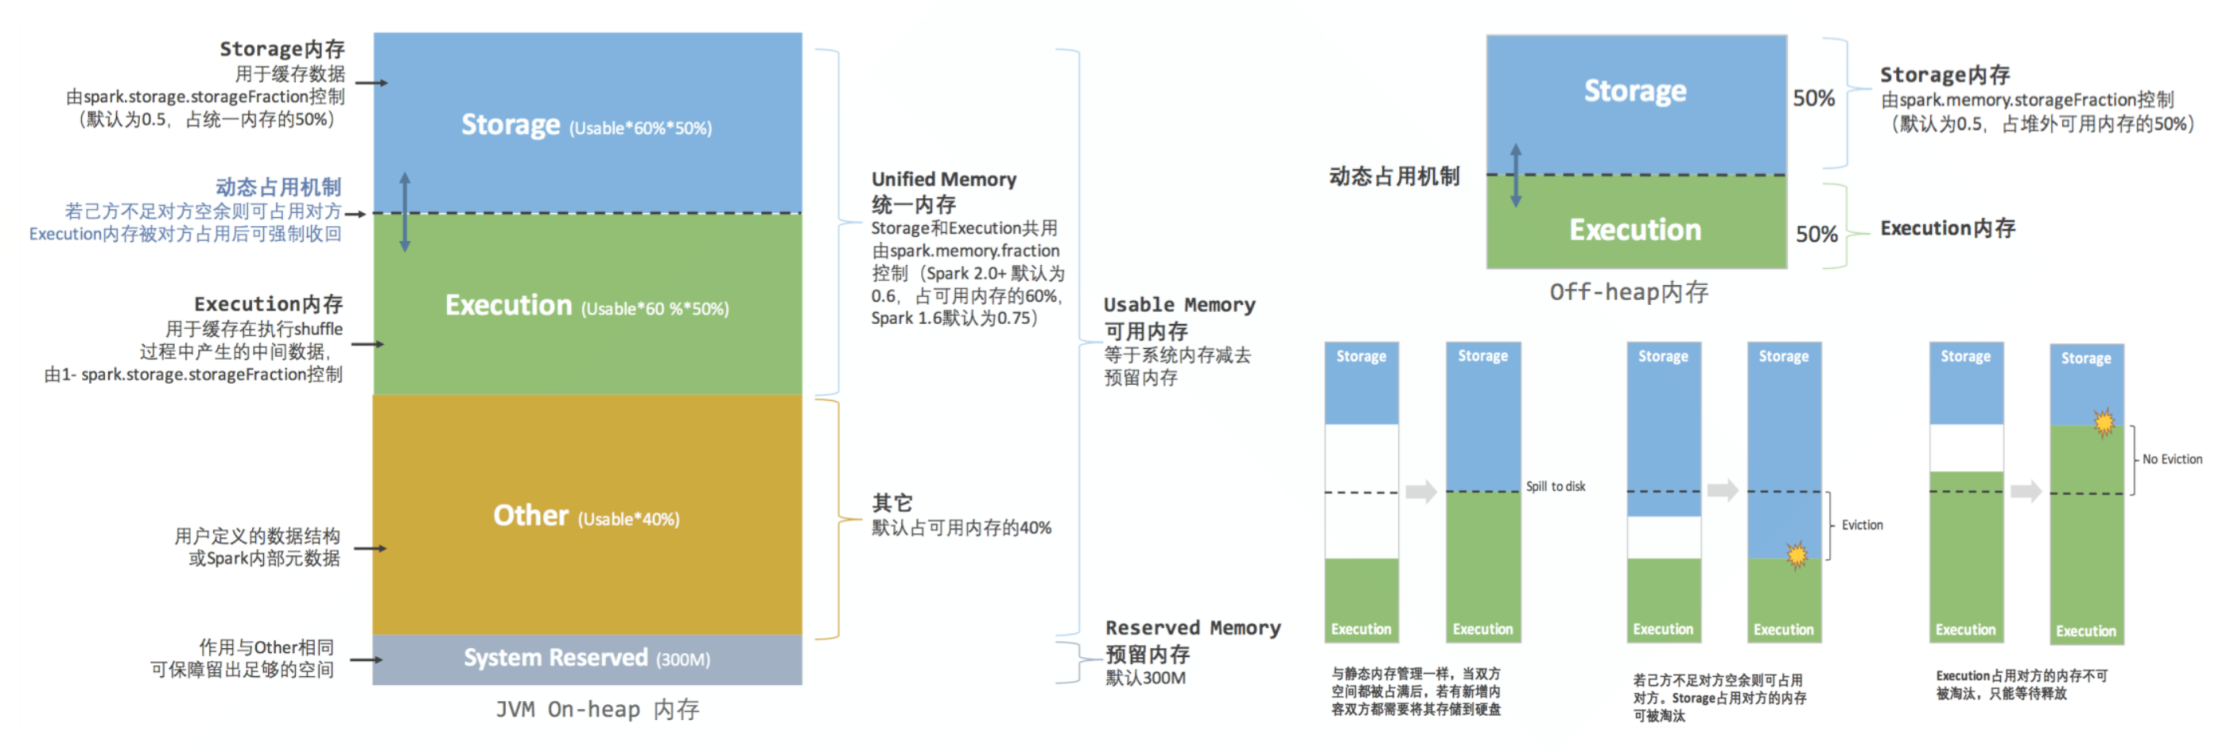 Storage内存
用于缓存数据
由spark.storage.storageFraction控制
（默认为0.5，占统一内存的50%）
动态占用机制
若己方不足对方空余则可占用对方
Execution内存被对方占用后可强制收回
Execution内存
用于缓存在执行shuffle
过程中产生的中间数据，
由1- spark.storage.storageFraction控制
用户定义的数据结构
或Spark内部元数据
作用与Other相同
可保障留出足够的空间
Storage (Usable*60%*50%)
Execution (Usable*60 %*50%)
Other (Usable*40%)
System Reserved (300M)
JVM On-heap 内存
Unified Memory
统一内存
Storage和Execution共用
由spark.memory.fraction
控制（Spark 2.0+ 默认为
0.6，占可用内存的60%，
Spark 1.6默认为0.75）
其它
默认占可用内存的40%
Usable Memory
可用内存
等于系统内存减去
预留内存
Reserved Memory
预留内存
默认300M
动态占用机制
Storage
Execution
50%
50%
Off-heap内存
Storage内存
由spark.memory.storageFraction控制
（默认为0.5，占堆外可用内存的50%）
Execution内存
Storage
Execution
Storage
Execution
Spill to disk
与静态内存管理一样，当双方
空间都被占满后，若有新增内
容双方都需要将其存储到硬盘
Storage
Execution
Storage
Execution
Eviction
若己方不足对方空余则可占用
对方。Storage占用对方的内存
可被淘汰
Storage
Execution
Storage
Execution
No Eviction
Execution占用对方的内存不可
被淘汰，只能等待释放